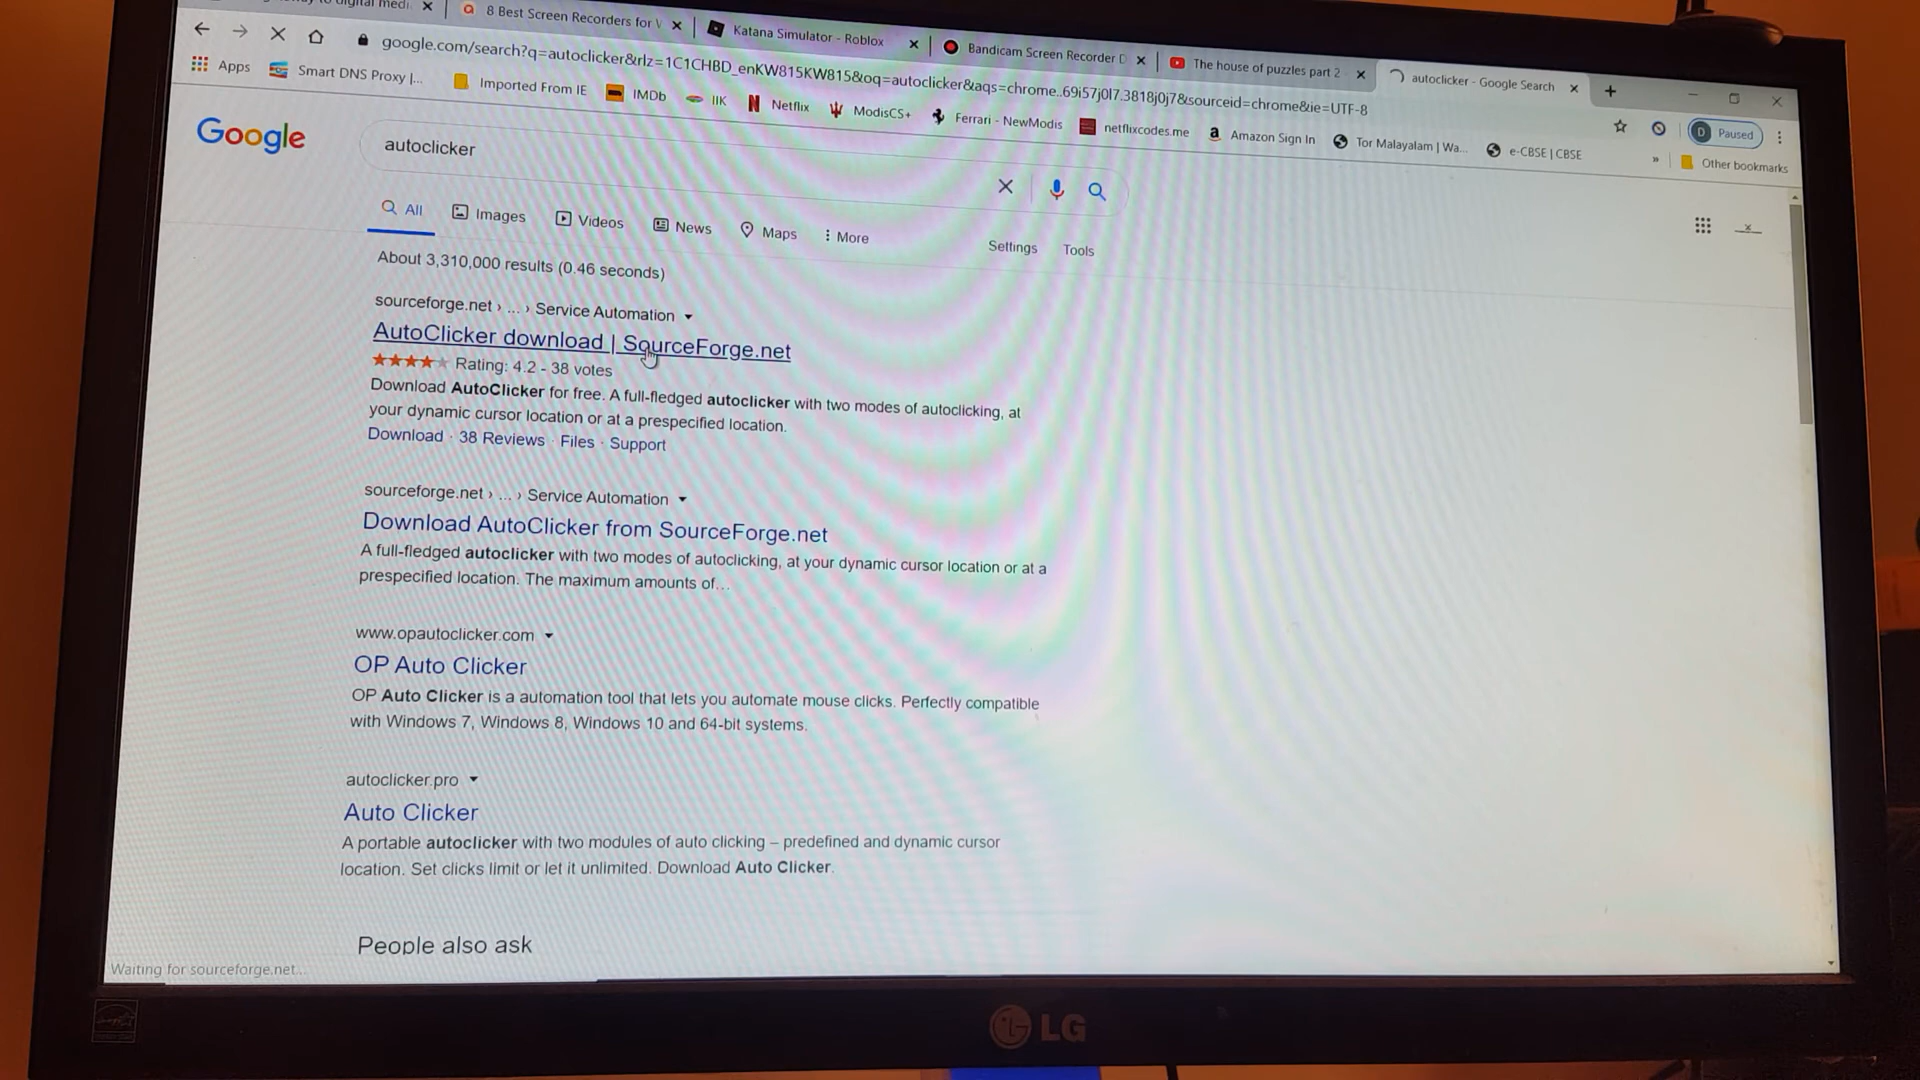 8 Best Screen Recorders for
Katana Simulator - Roblox
Bandicam Screen Recorder D
The house of puzzles part 2
autoclicker - Google Search
google.com/search?q=autoclicker&rlz=1C1CHBD_enKW815KW815&oq=autoclicker&aqs=chrome..69i57j0l7.3818j0j7&sourceid=chrome&ie=UTF-8
D Paused
Apps
Smart DNS Proxy |...
Imported From IE
IMDb
IIK
Netflix
ModisCS+
Ferrari - NewModis
netflixcodes.me
Amazon Sign In
Tor Malayalam | Wa...
e-CBSE | CBSE
»
Other bookmarks
Google
autoclicker
All Images Videos News Maps More Settings Tools
About 3,310,000 results (0.46 seconds)
sourceforge.net › ... › Service Automation
AutoClicker download | SourceForge.net
Rating: 4.2 - 38 votes
Download AutoClicker for free. A full-fledged autoclicker with two modes of autoclicking, at
your dynamic cursor location or at a prespecified location.
Download · 38 Reviews · Files · Support
sourceforge.net › ... › Service Automation
Download AutoClicker from SourceForge.net
A full-fledged autoclicker with two modes of autoclicking, at your dynamic cursor location or at a
prespecified location. The maximum amounts of...
www.opautoclicker.com
OP Auto Clicker
OP Auto Clicker is a automation tool that lets you automate mouse clicks. Perfectly compatible
with Windows 7, Windows 8, Windows 10 and 64-bit systems.
autoclicker.pro
Auto Clicker
A portable autoclicker with two modules of auto clicking – predefined and dynamic cursor
location. Set clicks limit or let it unlimited. Download Auto Clicker.
People also ask
Waiting for sourceforge.net...
LG